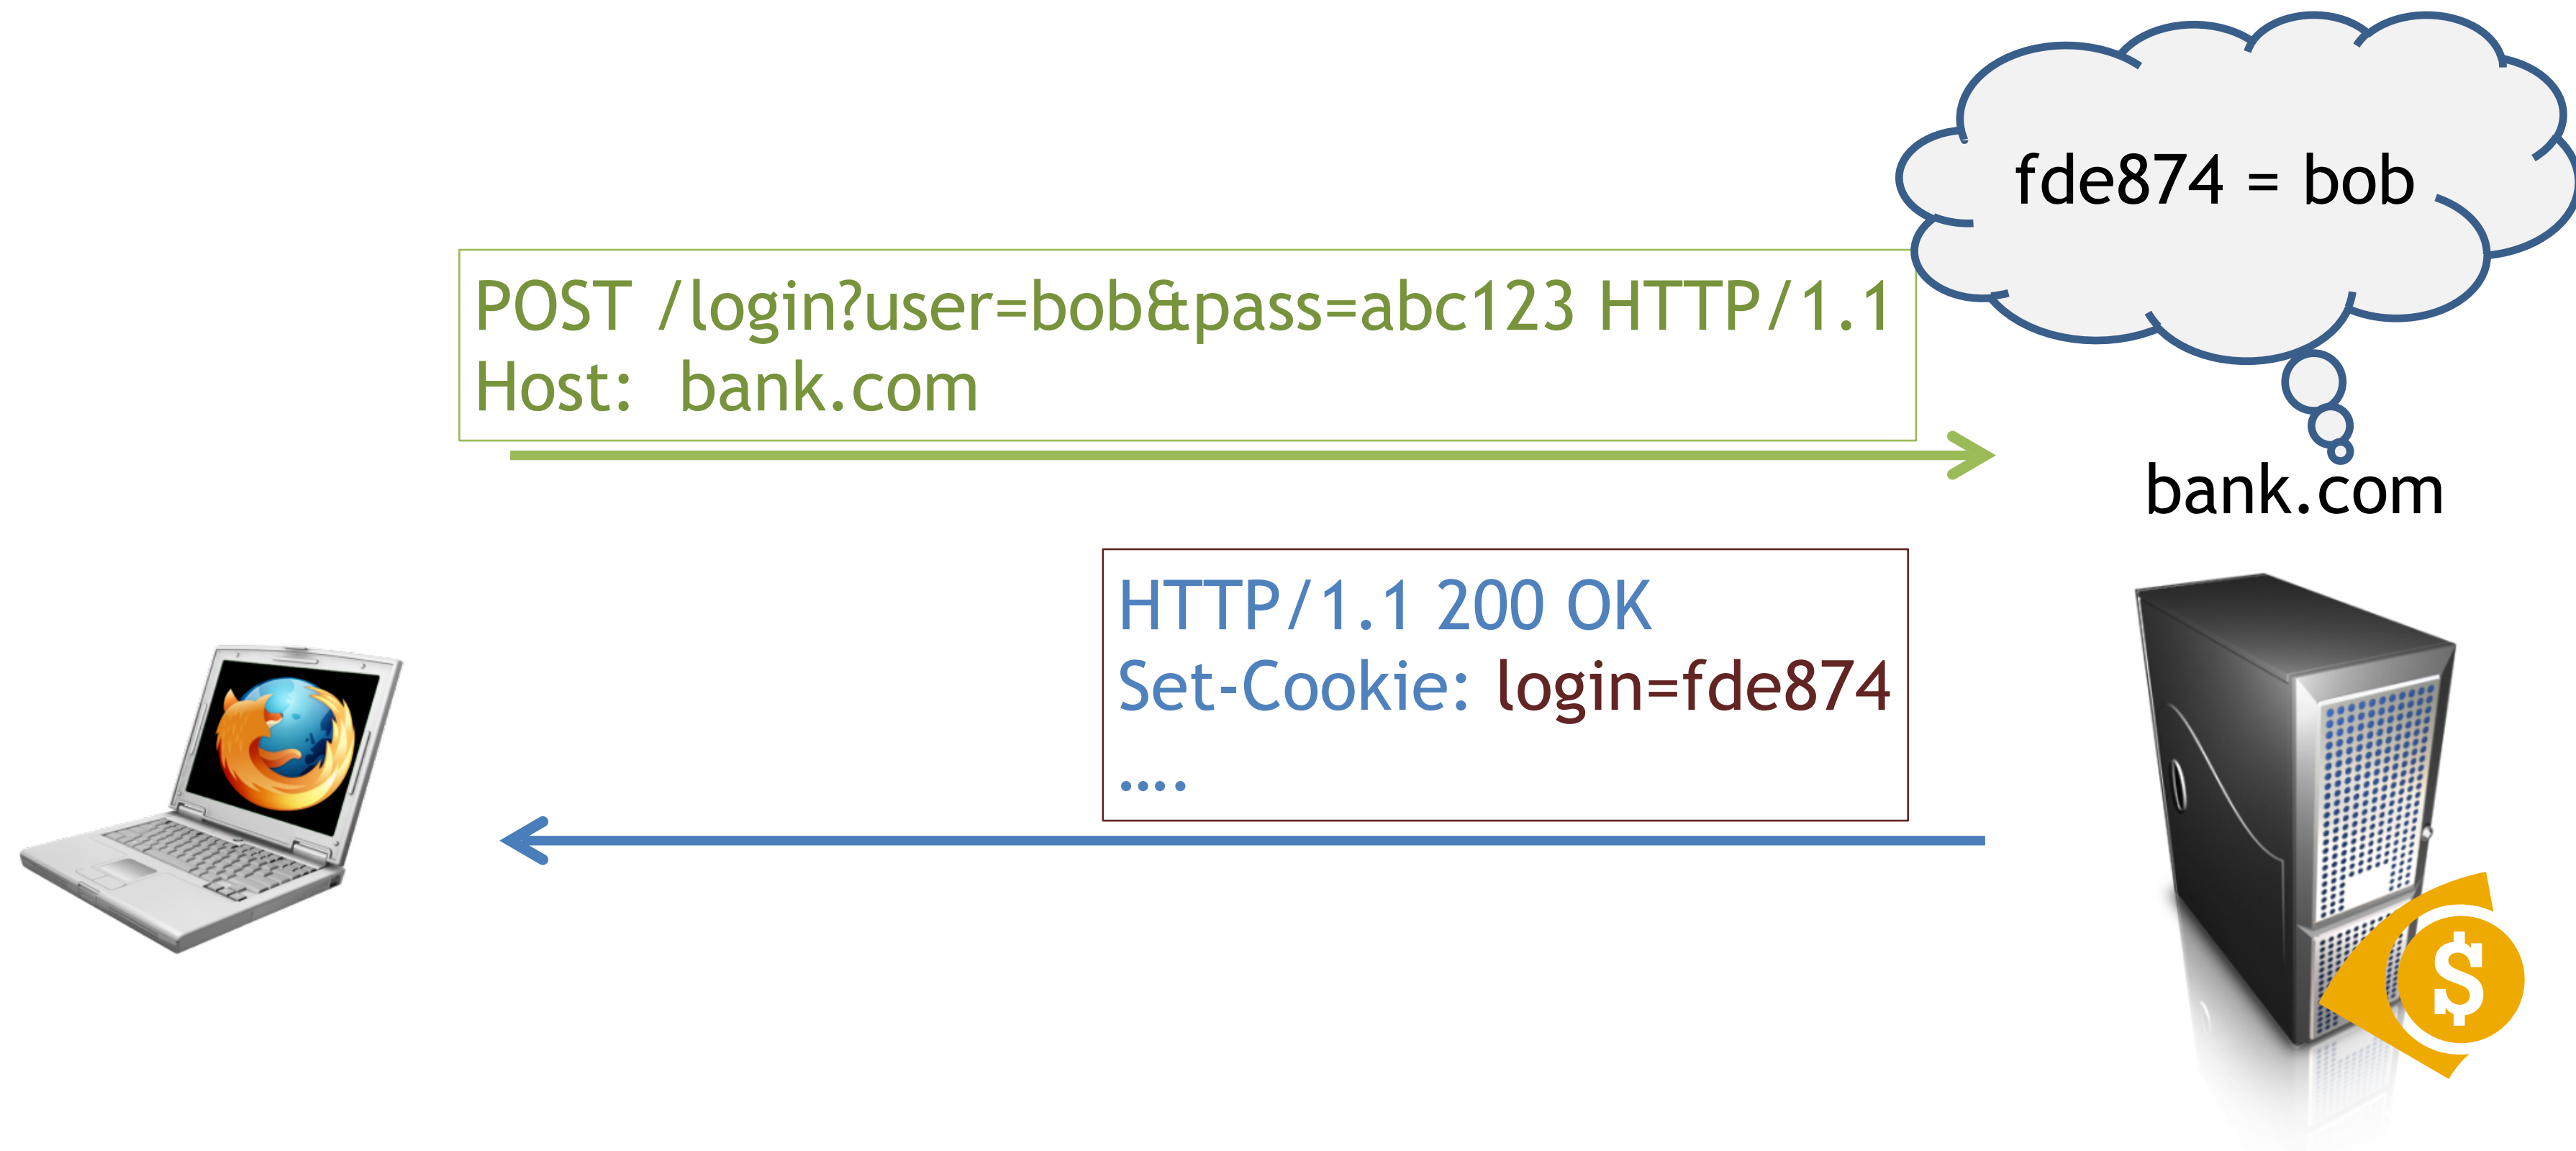 fde874 = bob
POST /login?user=bob&pass=abc123 HTTP/1.1
Host: bank.com
bank.com
HTTP/1.1 200 OK
Set-Cookie: login=fde874
....
$